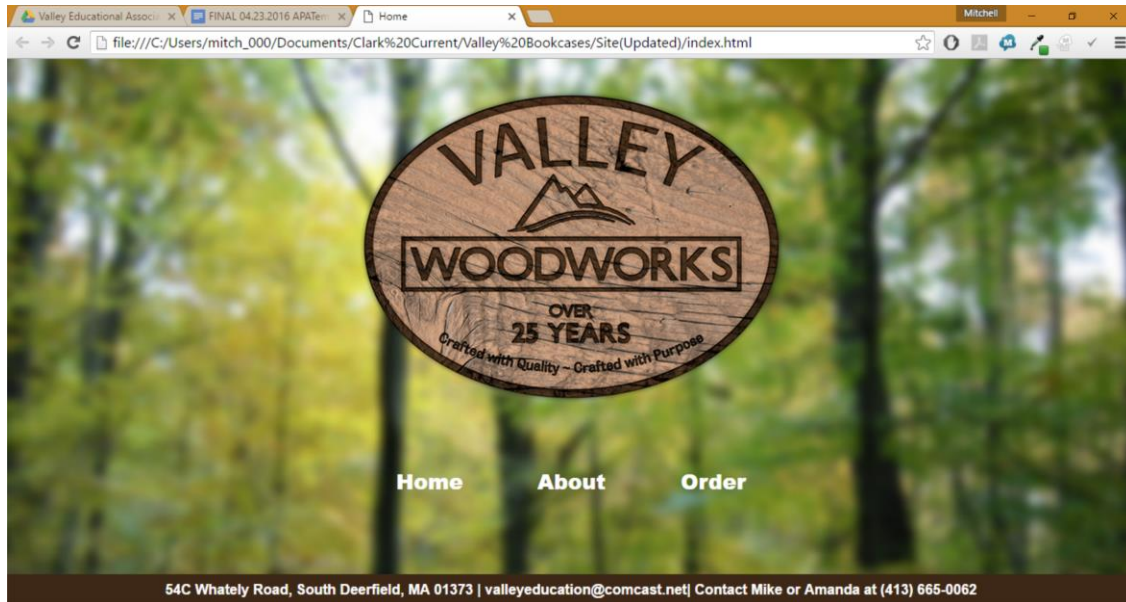 Valley Educational Associ
FINAL 04.23.2016 APATem
Home
Mitchell
file:///C:/Users/mitch_000/Documents/Clark%20Current/Valley%20Bookcases/Site(Updated)/index.html
VALLEY
WOODWORKS
OVER
25 YEARS
Crafted with Quality ~ Crafted with Purpose
Home About Order
54C Whately Road, South Deerfield, MA 01373 | valleyeducation@comcast.net| Contact Mike or Amanda at (413) 665-0062